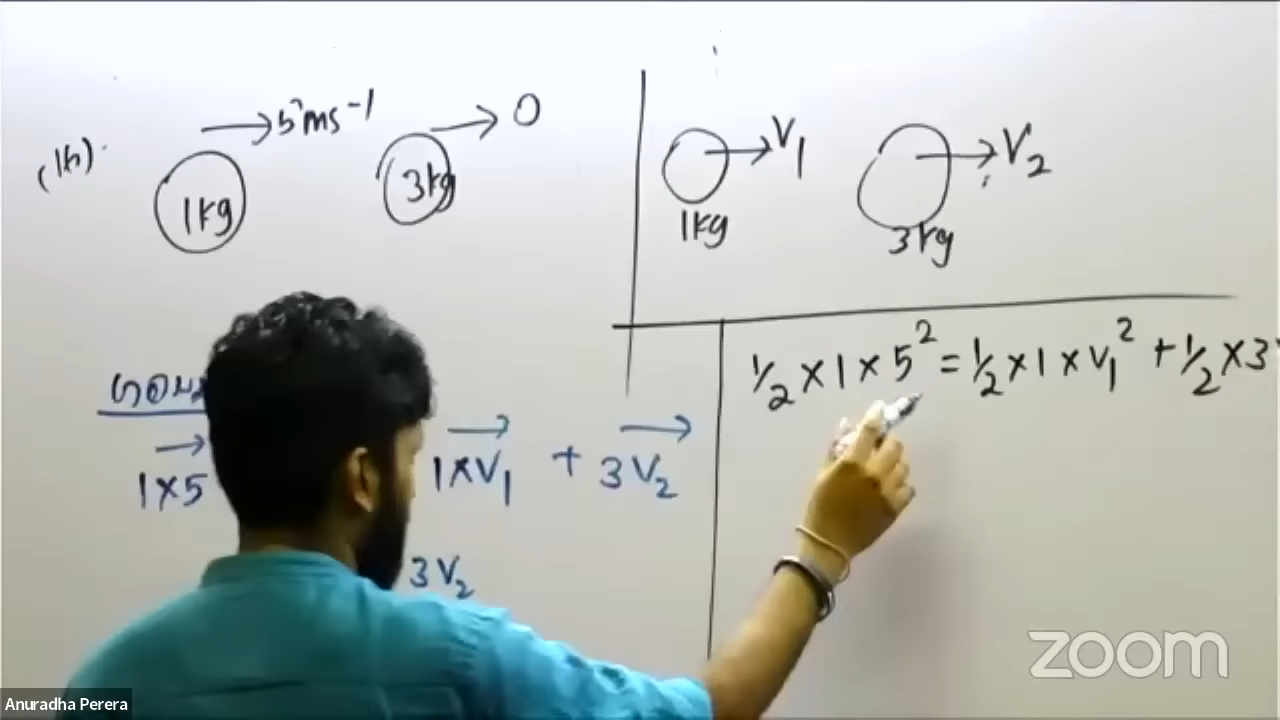 (16).
1kg
→ 5 ms⁻¹
3kg
→ 0
→ V₁
1kg
→ V₂
3kg
1×5
1×V₁ + 3V₂
3V₂
½ × 1 × 5² = ½ × 1 × V₁² + ½ × 3
zoom
Anuradha Perera